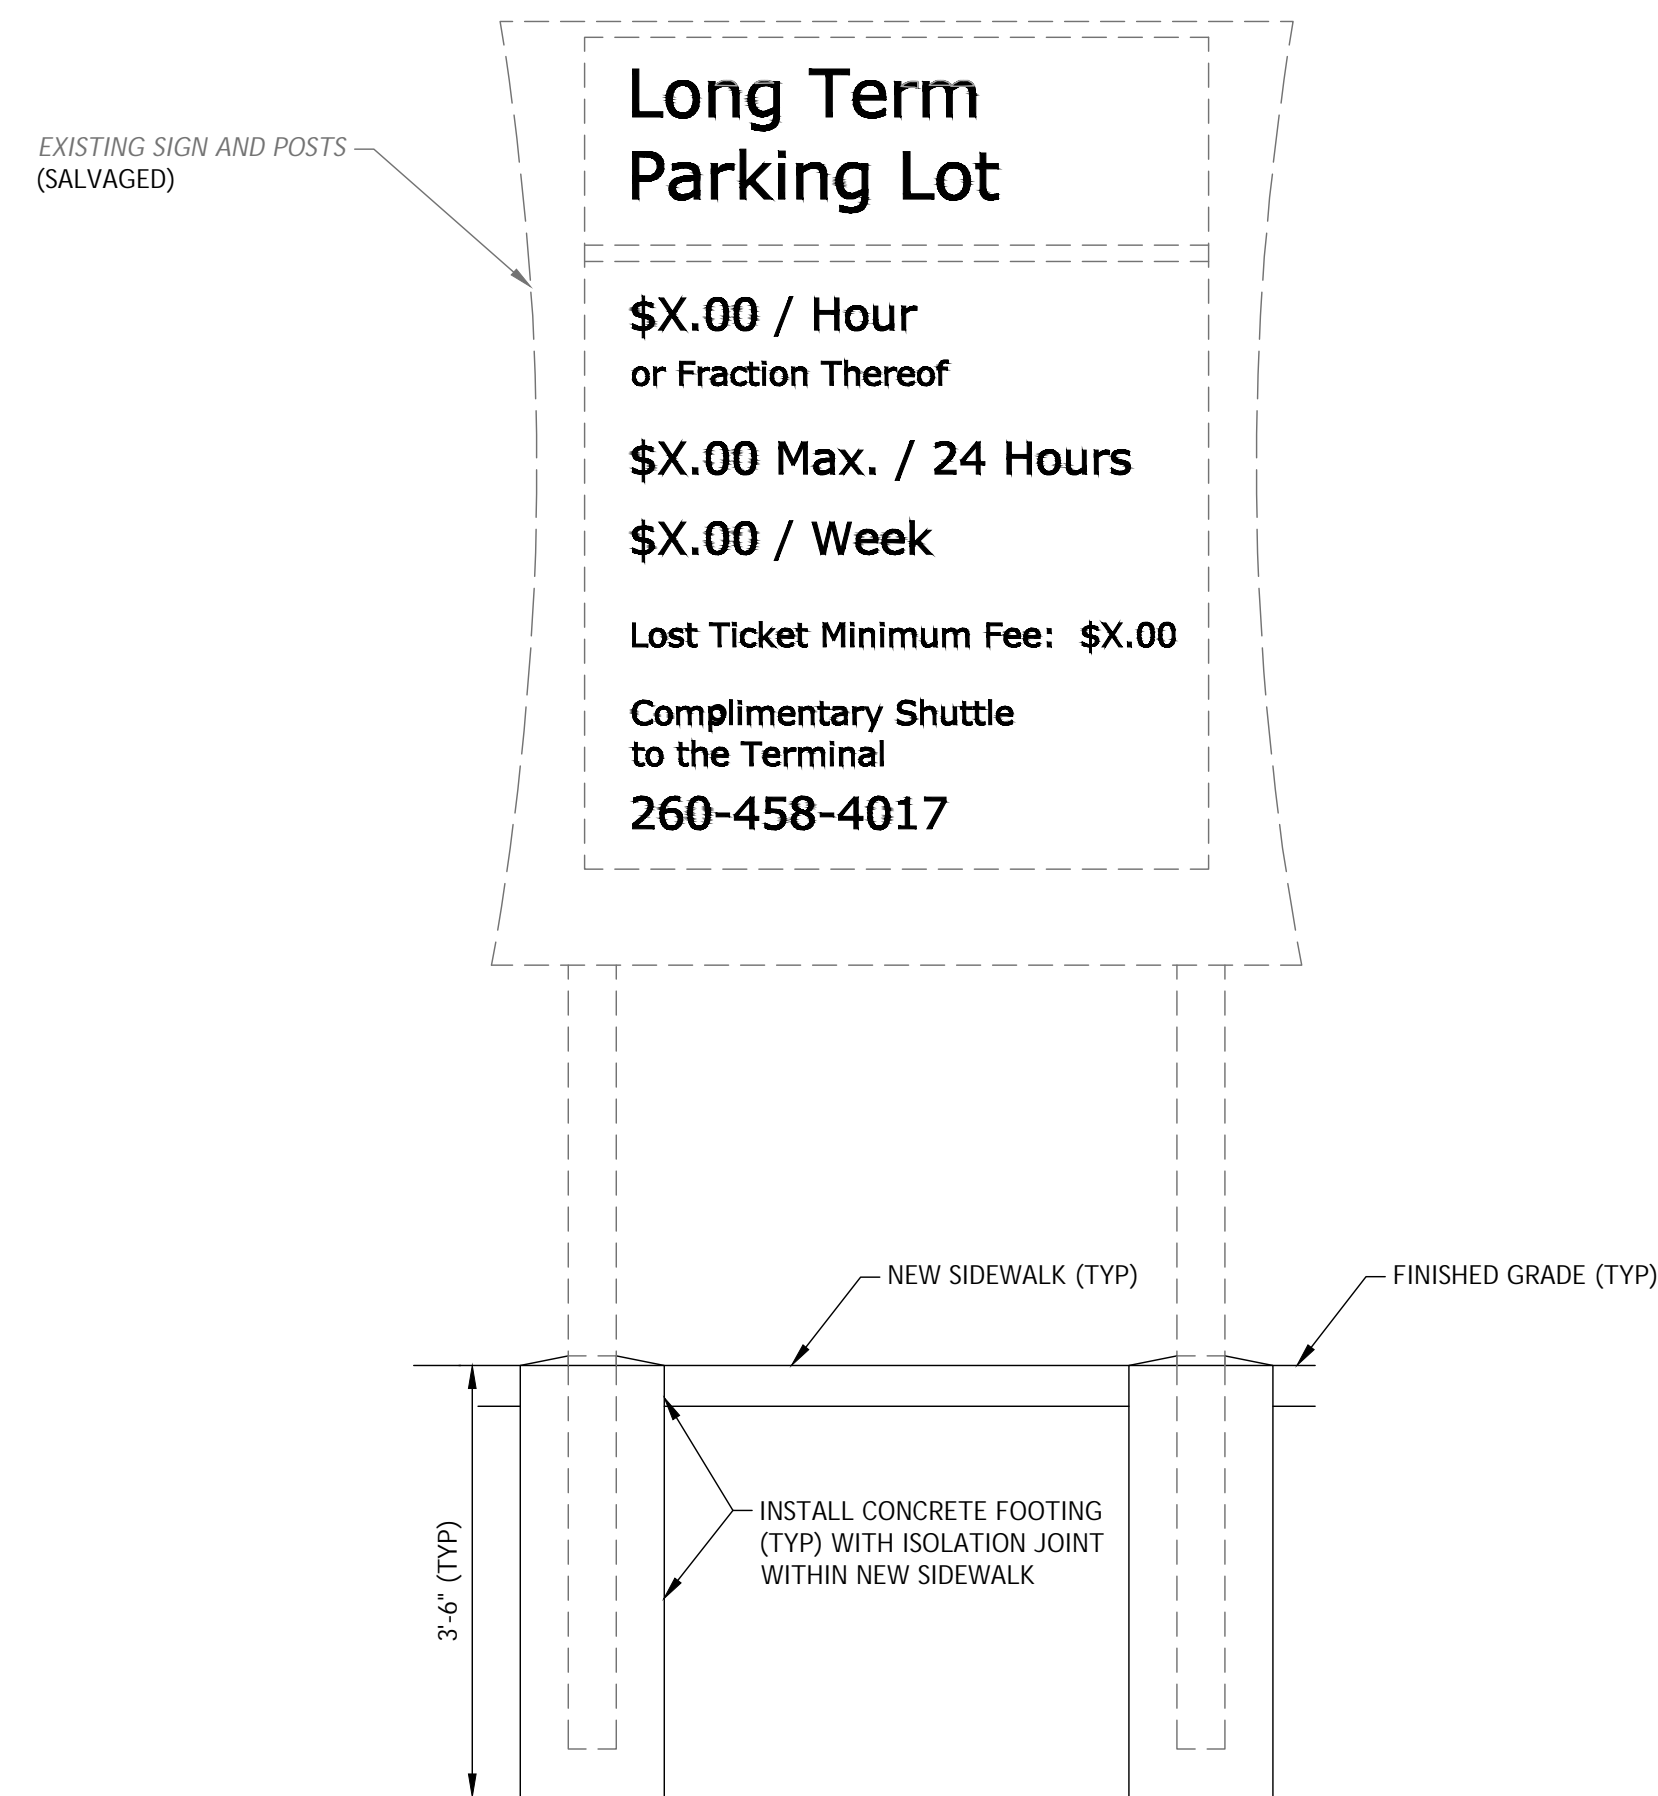 EXISTING SIGN AND POSTS
(SALVAGED)
Long Term
Parking Lot
$X.00 / Hour
or Fraction Thereof
$X.00 Max. / 24 Hours
$X.00 / Week
Lost Ticket Minimum Fee: $X.00
Complimentary Shuttle
to the Terminal
260-458-4017
NEW SIDEWALK (TYP)
FINISHED GRADE (TYP)
INSTALL CONCRETE FOOTING
(TYP) WITH ISOLATION JOINT
WITHIN NEW SIDEWALK
3'-6" (TYP)